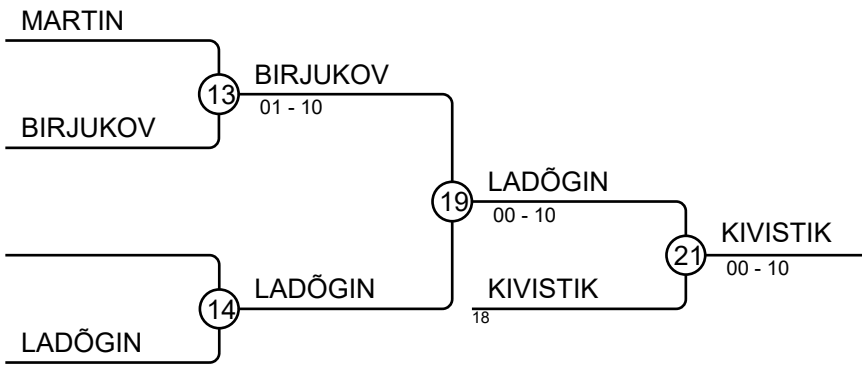 MARTIN
13
BIRJUKOV
01 - 10
BIRJUKOV
19
LADÕGIN
00 - 10
21
KIVISTIK
00 - 10
14
LADÕGIN
KIVISTIK
18
LADÕGIN